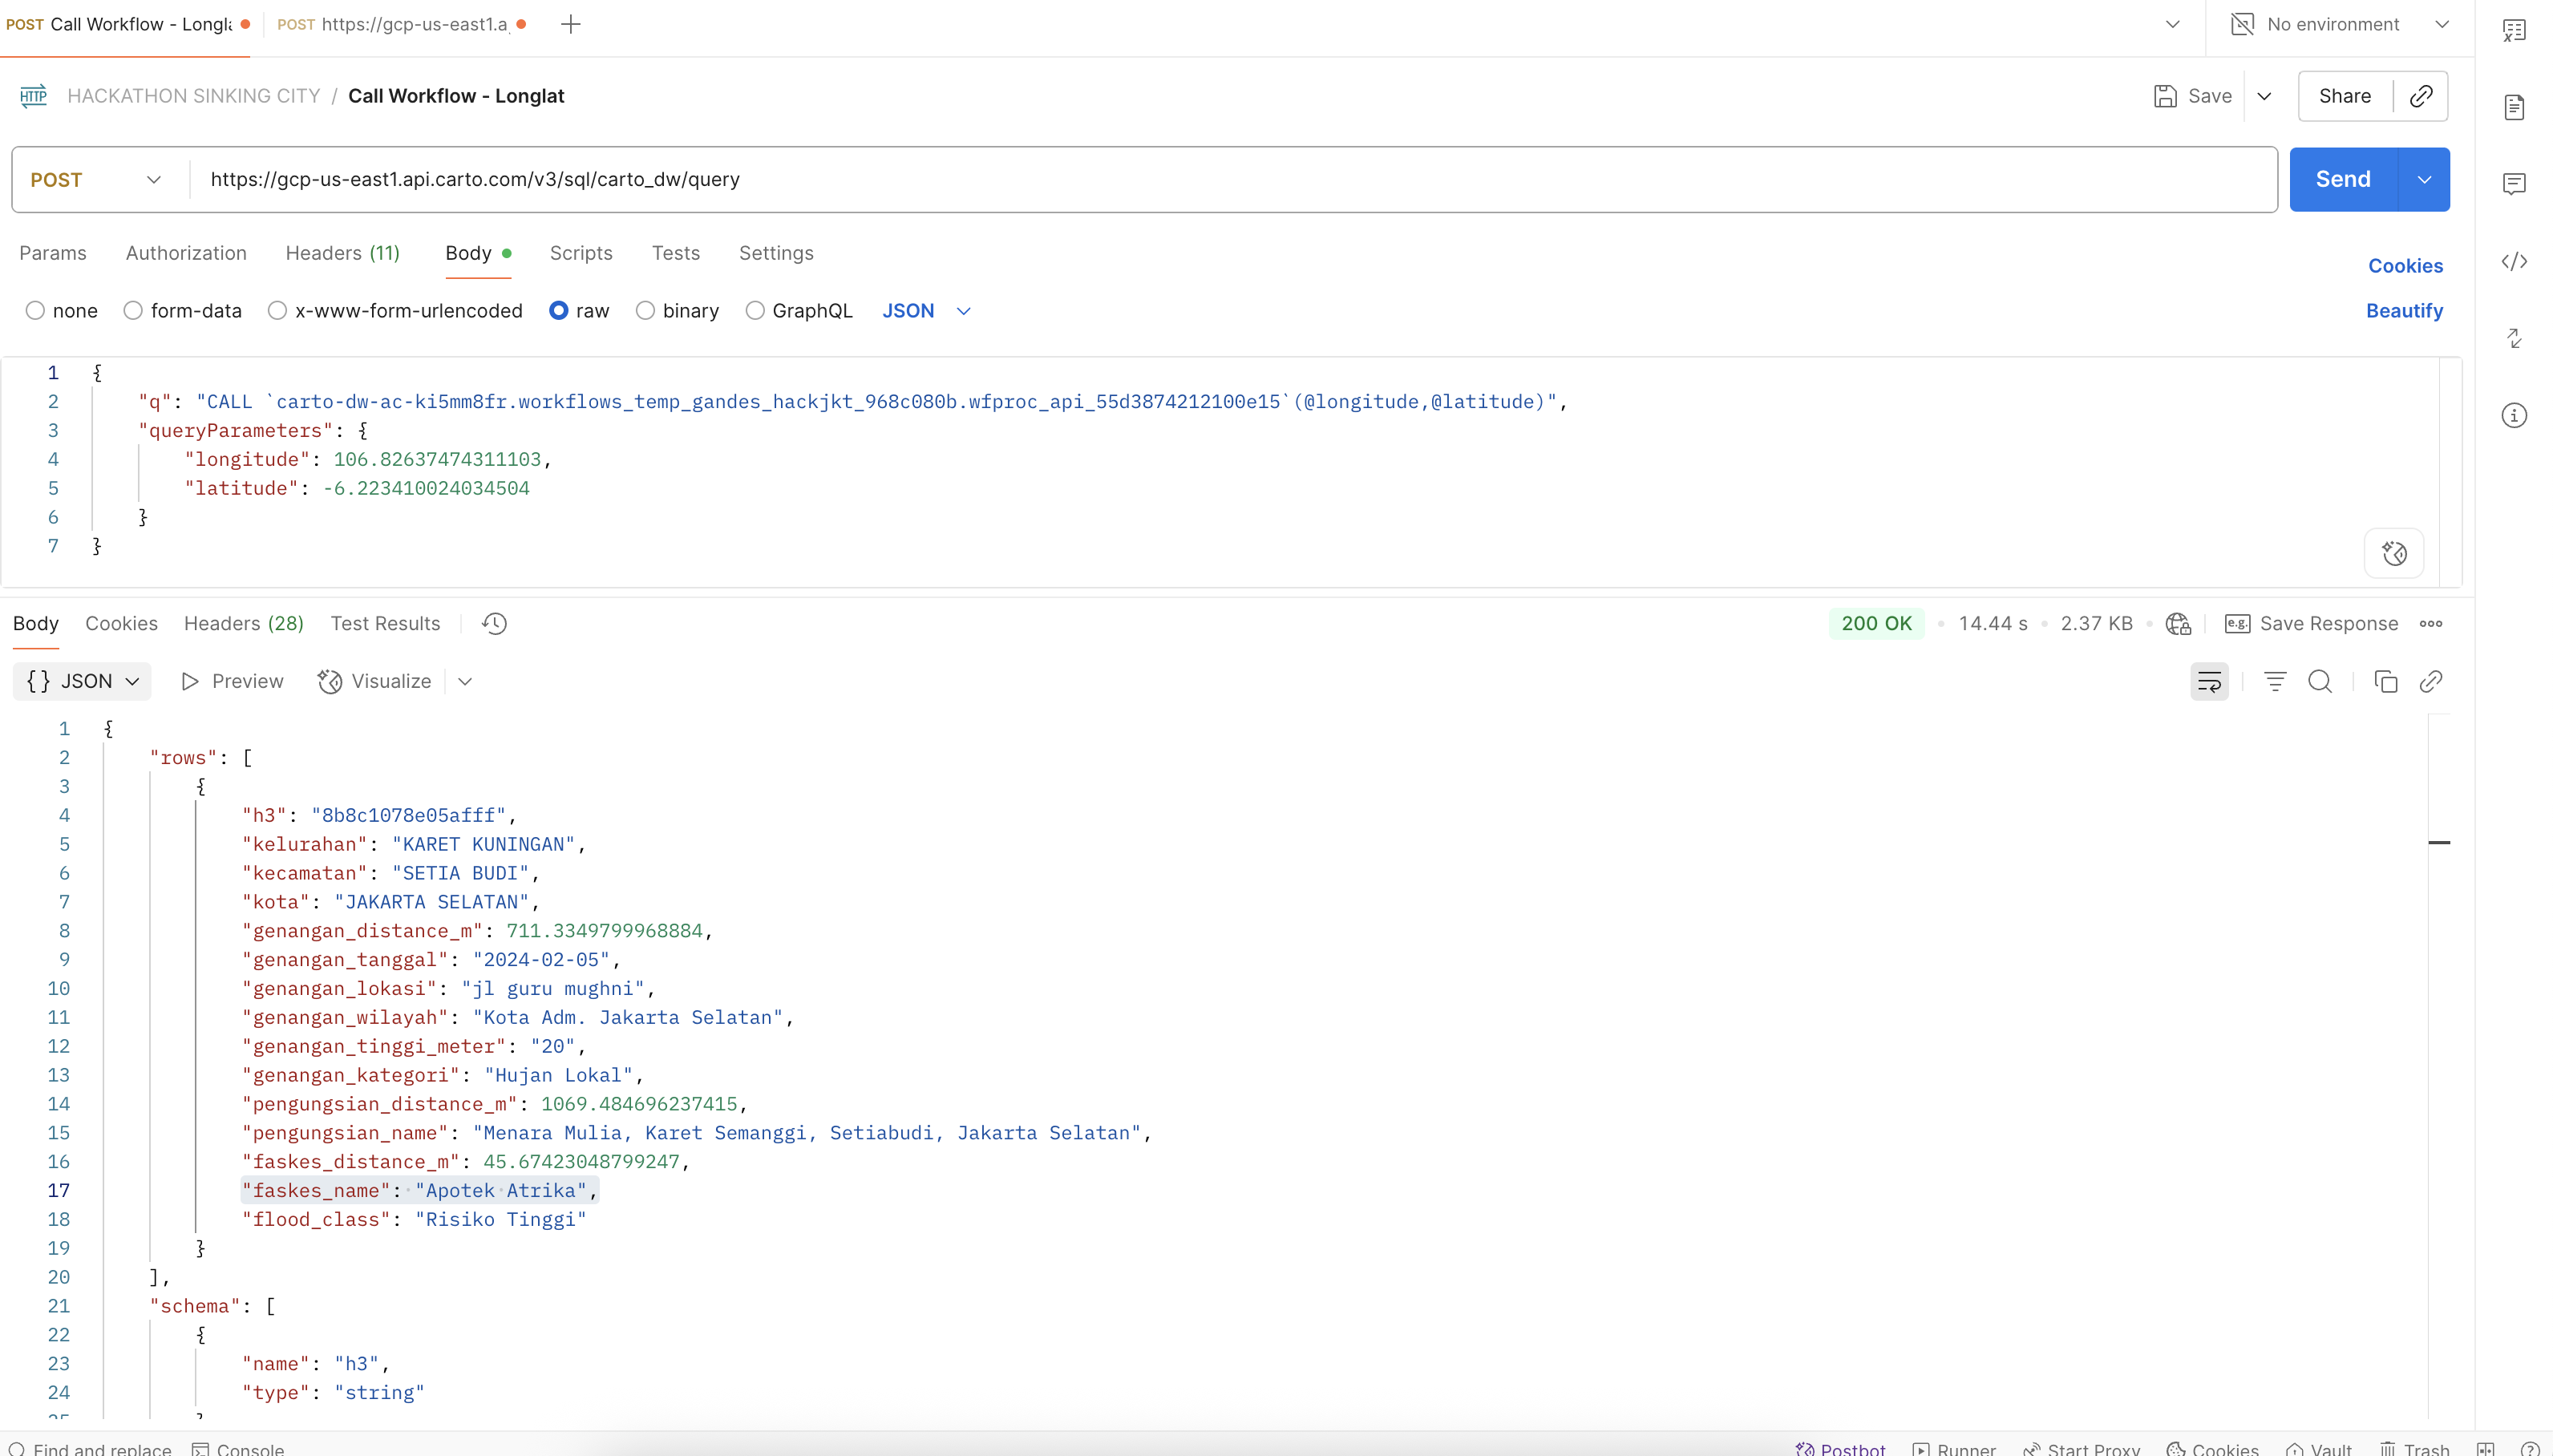 POST Call Workflow - Longla
POST https://gcp-us-east1.a
No environment
HTTP HACKATHON SINKING CITY / Call Workflow - Longlat
Save
Share
POST
https://gcp-us-east1.api.carto.com/v3/sql/carto_dw/query
Send
Params Authorization Headers (11) Body Scripts Tests Settings
Cookies
none form-data x-www-form-urlencoded raw binary GraphQL JSON
Beautify
1 {
2 "q": "CALL `carto-dw-ac-ki5mm8fr.workflows_temp_gandes_hackjkt_968c080b.wfproc_api_55d3874212100e15`(@longitude,@latitude)",
3 "queryParameters": {
4 "longitude": 106.82637474311103,
5 "latitude": -6.223410024034504
6 }
7 }
Body Cookies Headers (28) Test Results
200 OK • 14.44 s • 2.37 KB • e.g. Save Response
{} JSON Preview Visualize
1 {
2 "rows": [
3 {
4 "h3": "8b8c1078e05afff",
5 "kelurahan": "KARET KUNINGAN",
6 "kecamatan": "SETIA BUDI",
7 "kota": "JAKARTA SELATAN",
8 "genangan_distance_m": 711.3349799968884,
9 "genangan_tanggal": "2024-02-05",
10 "genangan_lokasi": "jl guru mughni",
11 "genangan_wilayah": "Kota Adm. Jakarta Selatan",
12 "genangan_tinggi_meter": "20",
13 "genangan_kategori": "Hujan Lokal",
14 "pengungsian_distance_m": 1069.484696237415,
15 "pengungsian_name": "Menara Mulia, Karet Semanggi, Setiabudi, Jakarta Selatan",
16 "faskes_distance_m": 45.67423048799247,
17 "faskes_name": "Apotek Atrika",
18 "flood_class": "Risiko Tinggi"
19 }
20 ],
21 "schema": [
22 {
23 "name": "h3",
24 "type": "string"
25 }
Find and replace Console
Postbot Runner Start Proxy Cookies Vault Trash